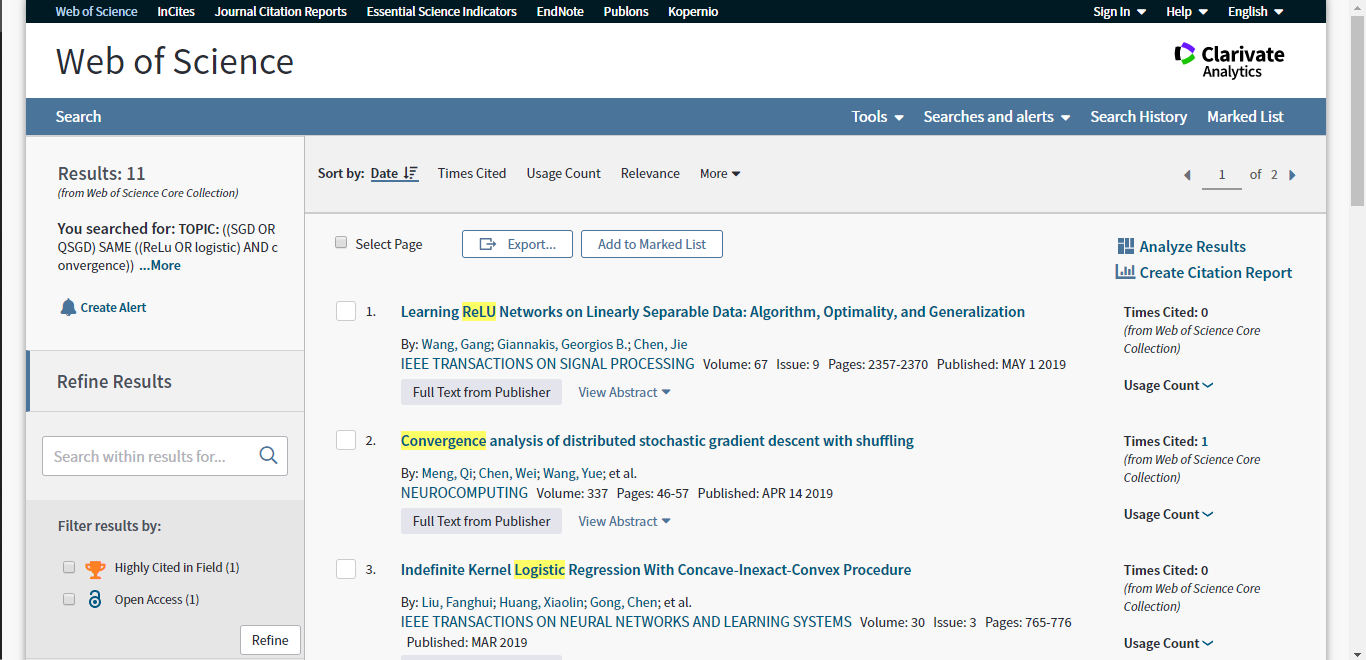 Web of Science InCites Journal Citation Reports Essential Science Indicators EndNote Publons Kopernio Sign In Help English
Web of Science
Clarivate
Analytics
Search Tools Searches and alerts Search History Marked List
Results: 11
(from Web of Science Core Collection)
You searched for: TOPIC: ((SGD OR
QSGD) SAME ((ReLu OR logistic) AND c
onvergence)) ...More
Create Alert
Refine Results
Search within results for...
Filter results by:
Highly Cited in Field (1)
Open Access (1)
Refine
Sort by: Date Times Cited Usage Count Relevance More
1 of 2
Select Page Export... Add to Marked List
Analyze Results
Create Citation Report
1. Learning ReLU Networks on Linearly Separable Data: Algorithm, Optimality, and Generalization
By: Wang, Gang; Giannakis, Georgios B.; Chen, Jie
IEEE TRANSACTIONS ON SIGNAL PROCESSING Volume: 67 Issue: 9 Pages: 2357-2370 Published: MAY 1 2019
Full Text from Publisher View Abstract
Times Cited: 0
(from Web of Science Core
Collection)
Usage Count
2. Convergence analysis of distributed stochastic gradient descent with shuffling
By: Meng, Qi; Chen, Wei; Wang, Yue; et al.
NEUROCOMPUTING Volume: 337 Pages: 46-57 Published: APR 14 2019
Full Text from Publisher View Abstract
Times Cited: 1
(from Web of Science Core
Collection)
Usage Count
3. Indefinite Kernel Logistic Regression With Concave-Inexact-Convex Procedure
By: Liu, Fanghui; Huang, Xiaolin; Gong, Chen; et al.
IEEE TRANSACTIONS ON NEURAL NETWORKS AND LEARNING SYSTEMS Volume: 30 Issue: 3 Pages: 765-776
Published: MAR 2019
Times Cited: 0
(from Web of Science Core
Collection)
Usage Count